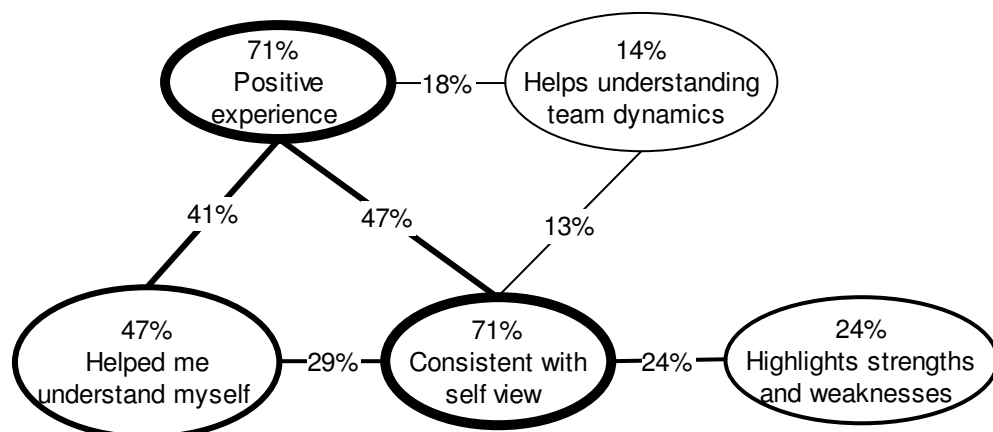 71%
Positive
experience
18%
14%
Helps understanding
team dynamics
41%
47%
13%
47%
Helped me
understand myself
29%
71%
Consistent with
self view
24%
24%
Highlights strengths
and weaknesses